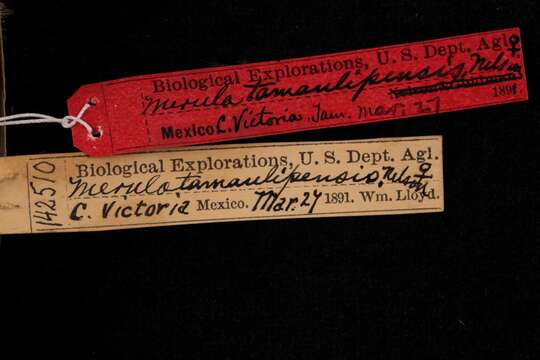 Biological Explorations, U. S. Dept. Agl. ♀
Merula tamaulipensis, Nelson
Mexico C. Victoria, Tam. Mar. 27 1891.
142510
Biological Explorations, U. S. Dept. Agl.
Merula tamaulipensis, Nelson ♀
C. Victoria Mexico. Mar. 27 1891. Wm. Lloyd.